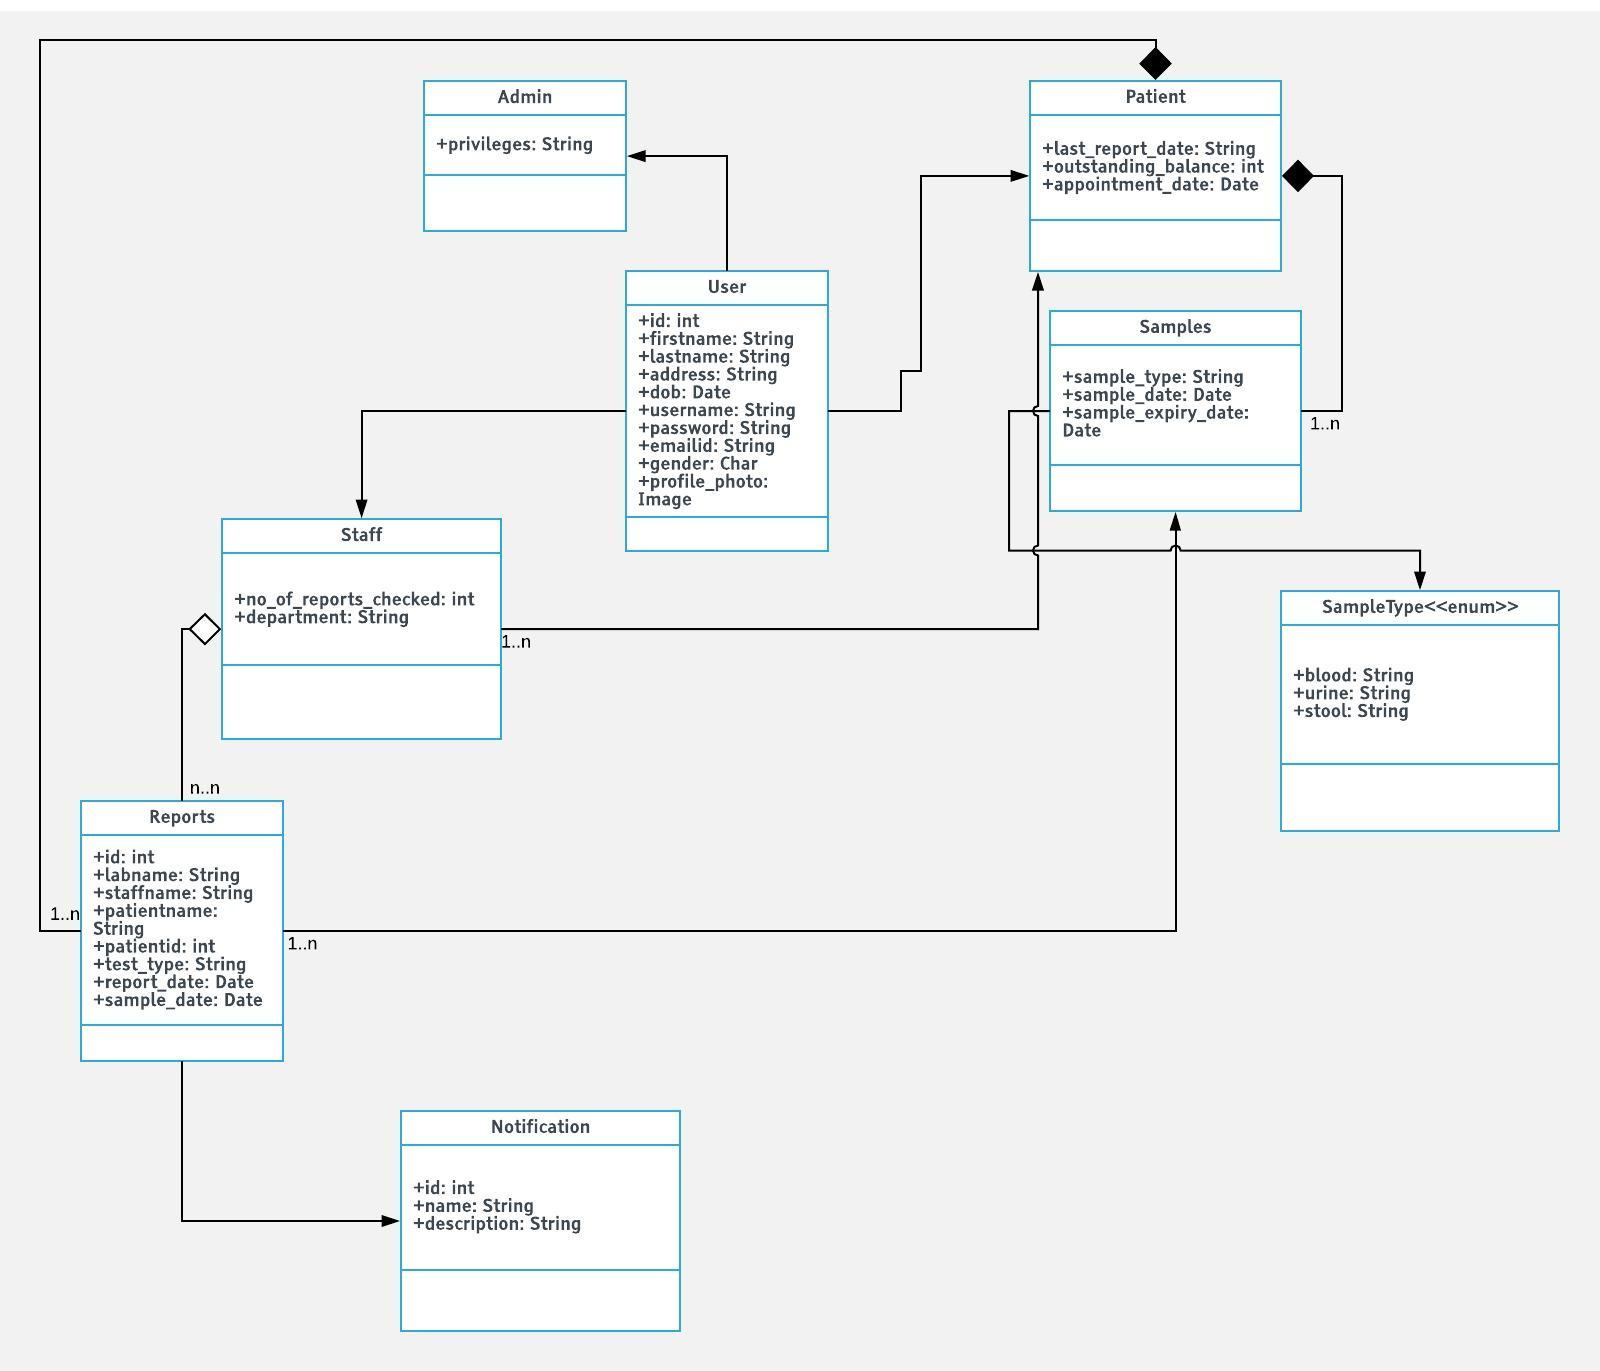 Admin
+privileges: String
Patient
+last_report_date: String
+outstanding_balance: int
+appointment_date: Date
User
+id: int
+firstname: String
+lastname: String
+address: String
+dob: Date
+username: String
+password: String
+emailid: String
+gender: Char
+profile_photo:
Image
Samples
+sample_type: String
+sample_date: Date
+sample_expiry_date:
Date
1..n
Staff
+no_of_reports_checked: int
+department: String
1..n
SampleType<<enum>>
+blood: String
+urine: String
+stool: String
n..n
Reports
+id: int
+labname: String
+staffname: String
+patientname:
String
+patientid: int
+test_type: String
+report_date: Date
+sample_date: Date
1..n
1..n
Notification
+id: int
+name: String
+description: String